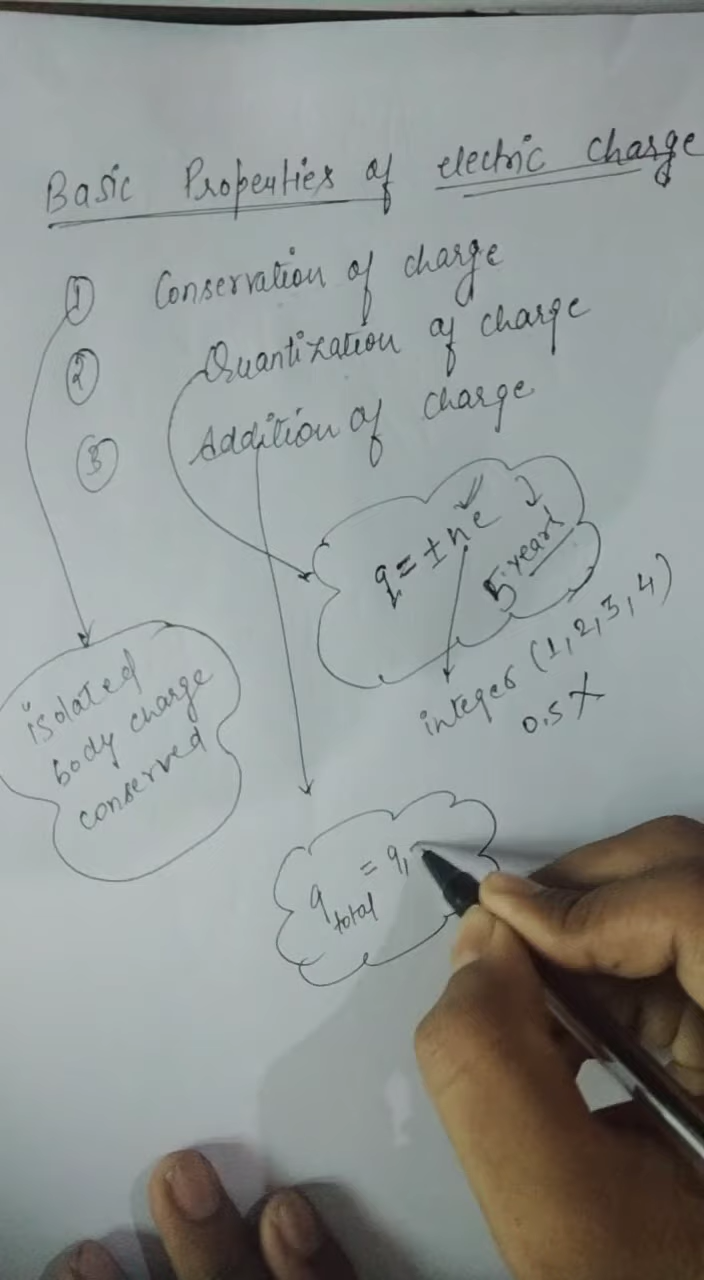 Basic Properties of electric charge
① Conservation of charge
② Quantization of charge
③ Addition of charge
q = ± n e
5 years
integer (1,2,3,4)
0.5 X
isolated
body charge
conserved
q total = q1